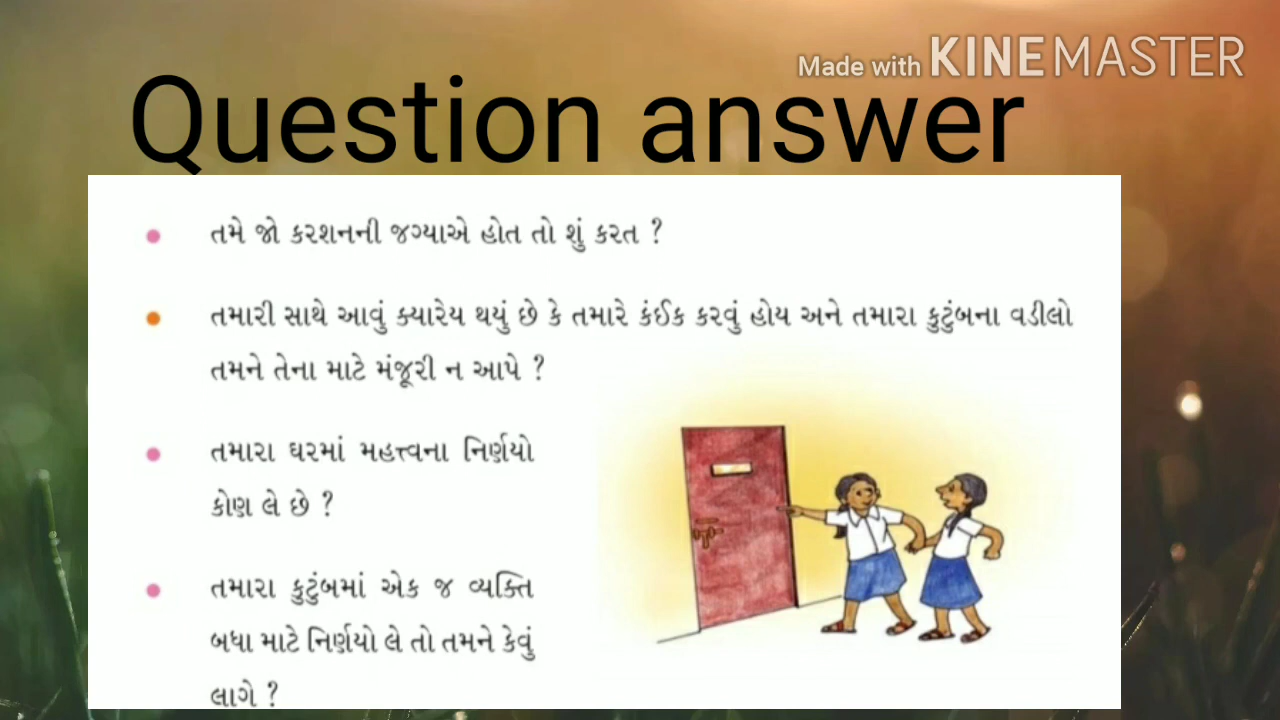 Made with KINEMASTER
Question answer
તમે જો કરશનની જગ્યાએ હોત તો શું કરત ?
તમારી સાથે આવું ક્યારેય થયું છે કે તમારે કંઈક કરવું હોય અને તમારા કુટુંબના વડીલો
તમને તેના માટે મંજૂરી ન આપે ?
તમારા ઘરમાં મહત્ત્વના નિર્ણયો
કોણ લે છે ?
તમારા કુટુંબમાં એક જ વ્યક્તિ
બધા માટે નિર્ણયો લે તો તમને કેવું
લાગે ?